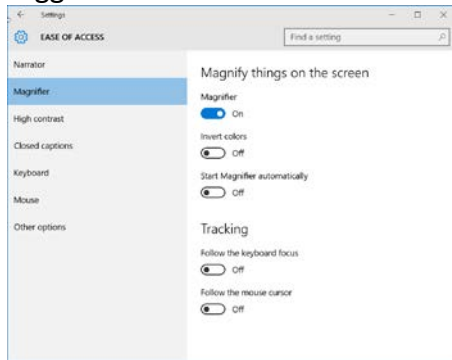 Settings
EASE OF ACCESS
Find a setting
Narrator
Magnifier
High contrast
Closed captions
Keyboard
Mouse
Other options
Magnify things on the screen
Magnifier
On
Invert colors
Off
Start Magnifier automatically
Off
Tracking
Follow the keyboard focus
Off
Follow the mouse cursor
Off